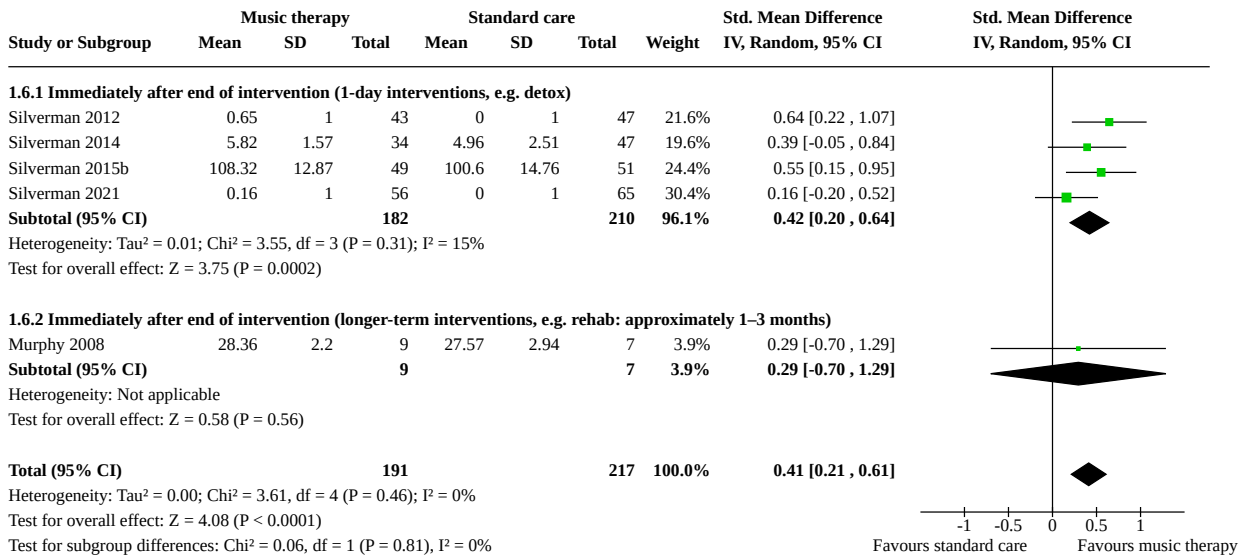 Music therapy Standard care Std. Mean Difference Std. Mean Difference
Study or Subgroup Mean SD Total Mean SD Total Weight IV, Random, 95% CI IV, Random, 95% CI
1.6.1 Immediately after end of intervention (1-day interventions, e.g. detox)
Silverman 2012 0.65 1 43 0 1 47 21.6% 0.64 [0.22 , 1.07]
Silverman 2014 5.82 1.57 34 4.96 2.51 47 19.6% 0.39 [-0.05 , 0.84]
Silverman 2015b 108.32 12.87 49 100.6 14.76 51 24.4% 0.55 [0.15 , 0.95]
Silverman 2021 0.16 1 56 0 1 65 30.4% 0.16 [-0.20 , 0.52]
Subtotal (95% CI) 182 210 96.1% 0.42 [0.20 , 0.64]
Heterogeneity: Tau² = 0.01; Chi² = 3.55, df = 3 (P = 0.31); I² = 15%
Test for overall effect: Z = 3.75 (P = 0.0002)
1.6.2 Immediately after end of intervention (longer-term interventions, e.g. rehab: approximately 1–3 months)
Murphy 2008 28.36 2.2 9 27.57 2.94 7 3.9% 0.29 [-0.70 , 1.29]
Subtotal (95% CI) 9 7 3.9% 0.29 [-0.70 , 1.29]
Heterogeneity: Not applicable
Test for overall effect: Z = 0.58 (P = 0.56)
Total (95% CI) 191 217 100.0% 0.41 [0.21 , 0.61]
Heterogeneity: Tau² = 0.00; Chi² = 3.61, df = 4 (P = 0.46); I² = 0%
Test for overall effect: Z = 4.08 (P < 0.0001)
Test for subgroup differences: Chi² = 0.06, df = 1 (P = 0.81), I² = 0%
-1 -0.5 0 0.5 1
Favours standard care Favours music therapy